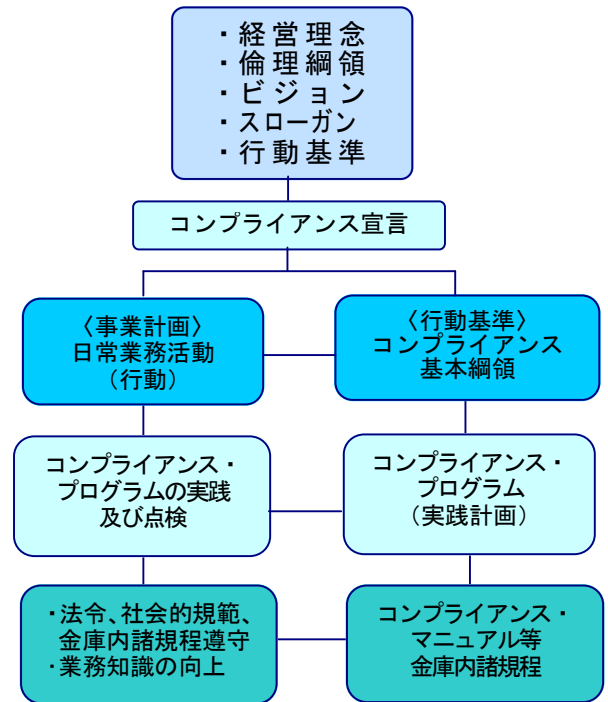 ・経営理念
・倫理綱領
・ビジョン
・スローガン
・行動基準
コンプライアンス宣言
〈事業計画〉
日常業務活動
（行動）
〈行動基準〉
コンプライアンス
基本綱領
コンプライアンス・
プログラムの実践
及び点検
コンプライアンス・
プログラム
（実践計画）
・法令、社会的規範、
金庫内諸規程遵守
・業務知識の向上
コンプライアンス・
マニュアル等
金庫内諸規程